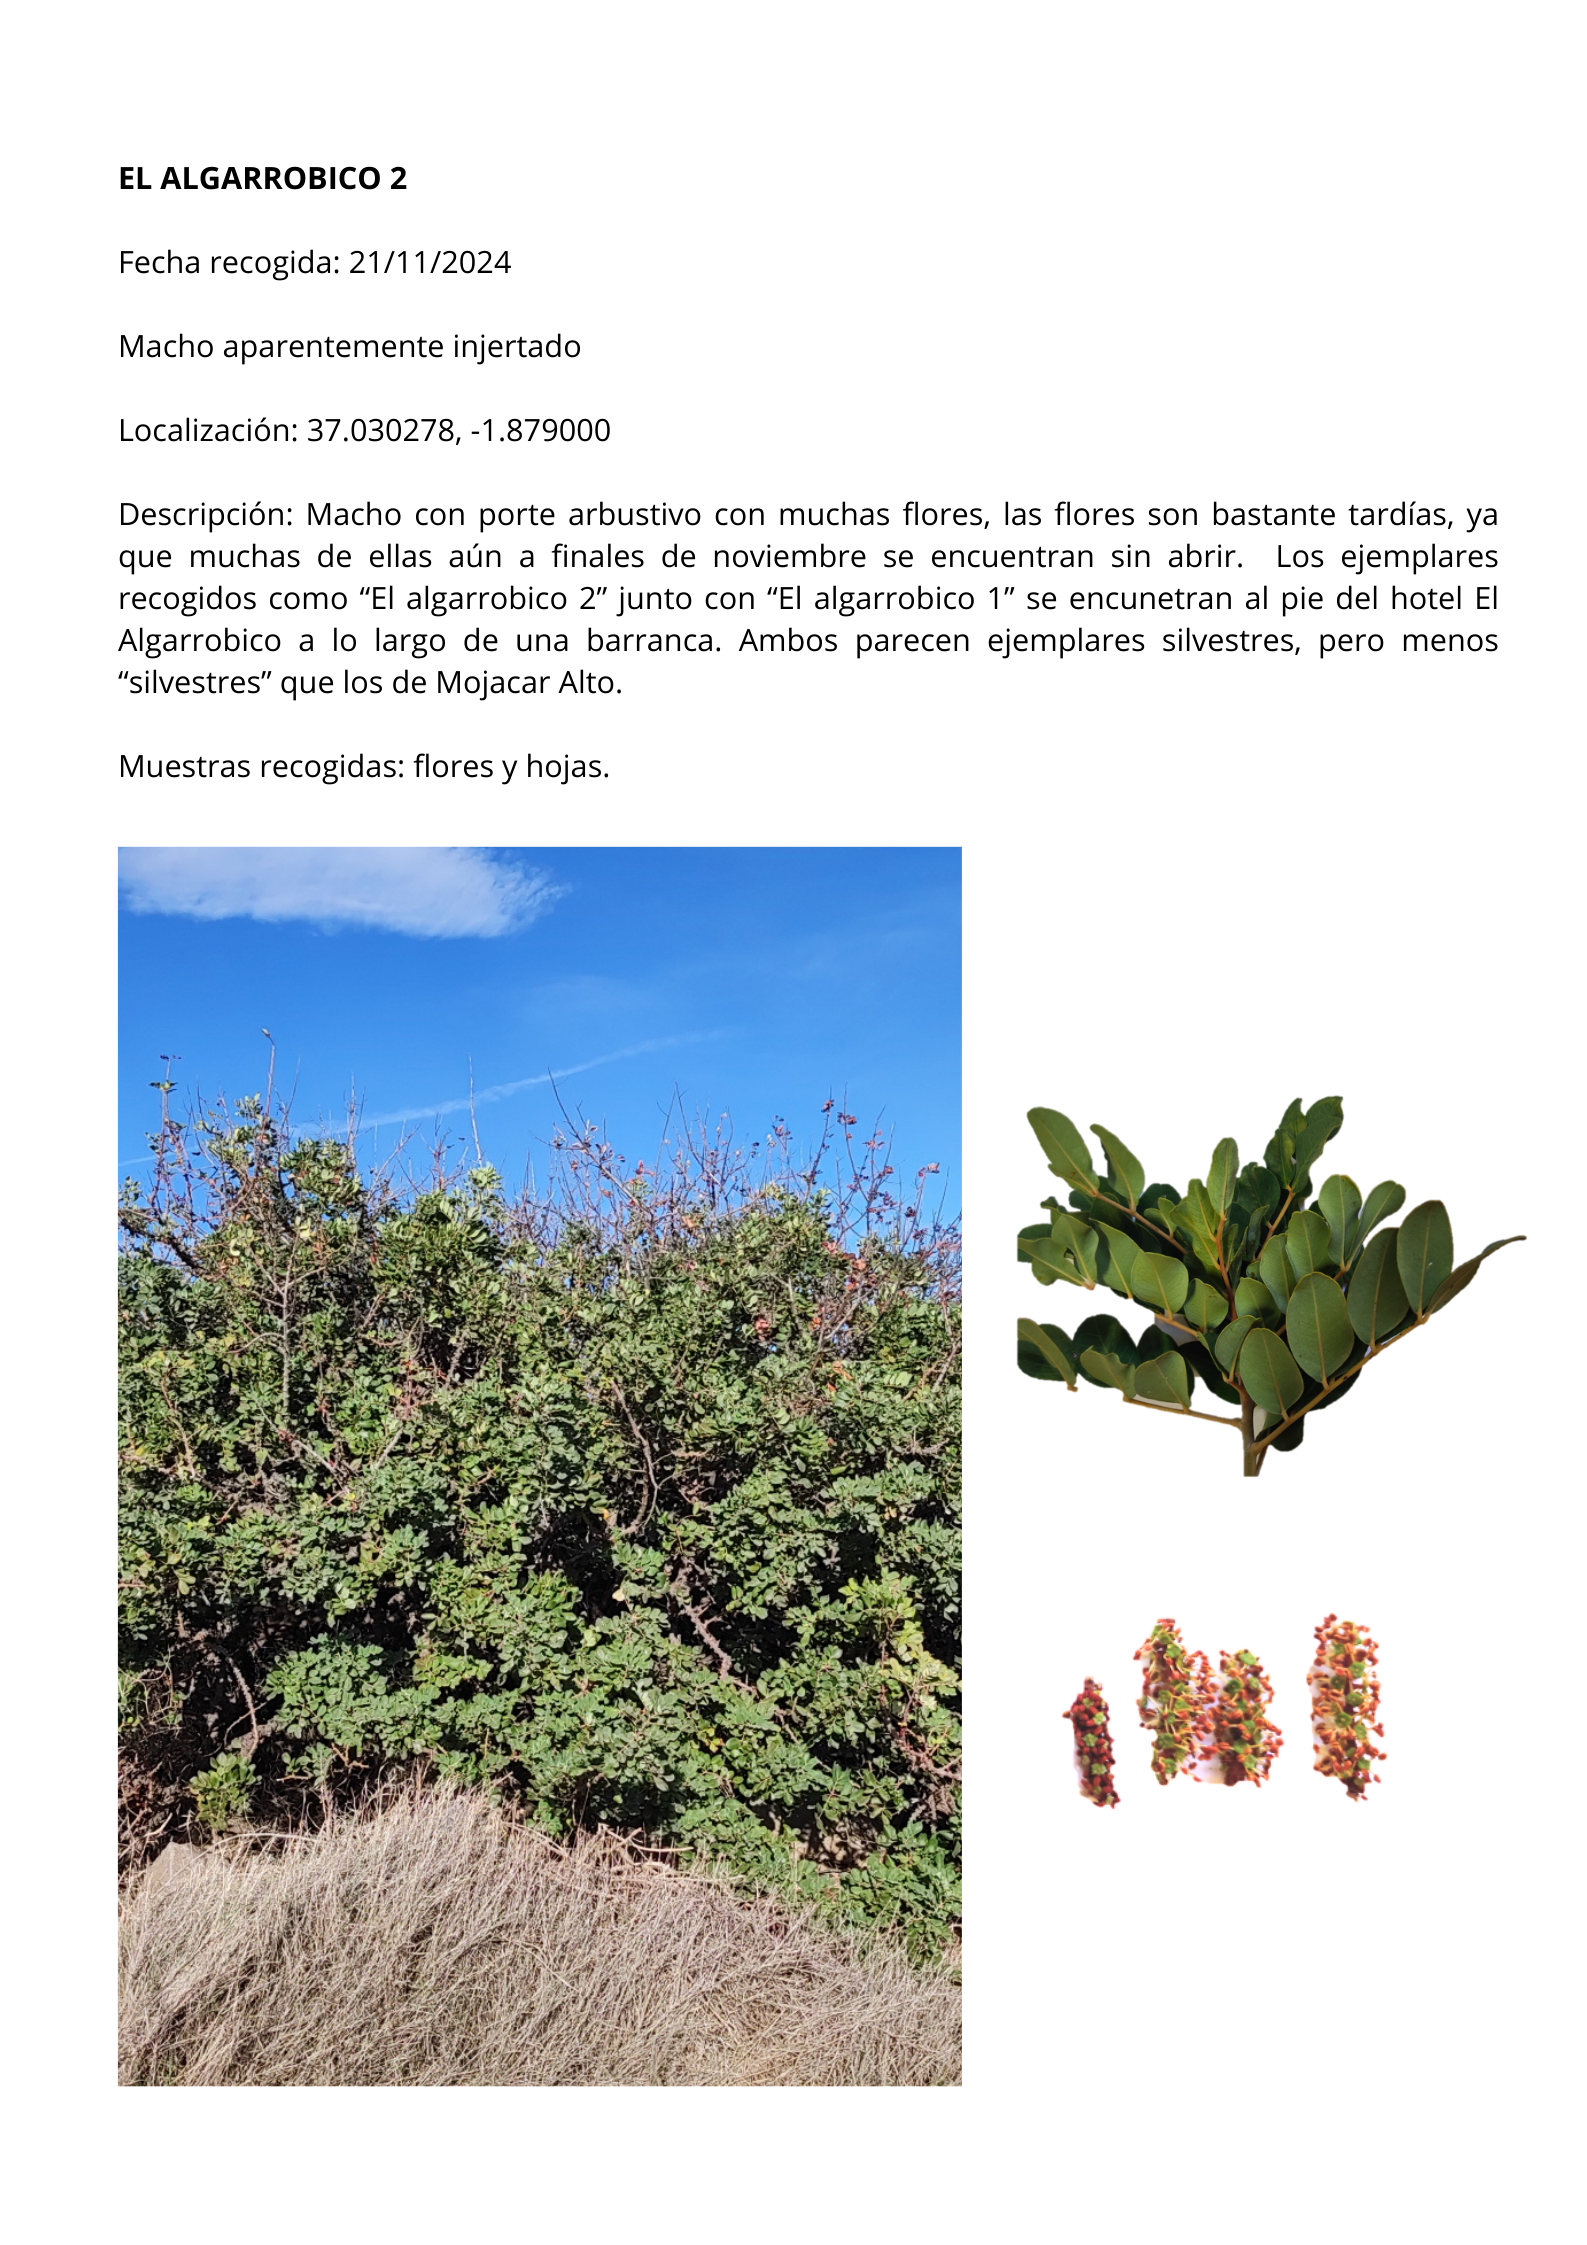 EL ALGARROBICO 2
Fecha recogida: 21/11/2024
Macho aparentemente injertado
Localización: 37.030278, -1.879000
Descripción: Macho con porte arbustivo con muchas flores, las flores son bastante tardías, ya
que muchas de ellas aún a finales de noviembre se encuentran sin abrir.  Los ejemplares
recogidos como “El algarrobico 2” junto con “El algarrobico 1” se encunetran al pie del hotel El
Algarrobico a lo largo de una barranca. Ambos parecen ejemplares silvestres, pero menos
“silvestres” que los de Mojacar Alto.
Muestras recogidas: flores y hojas.